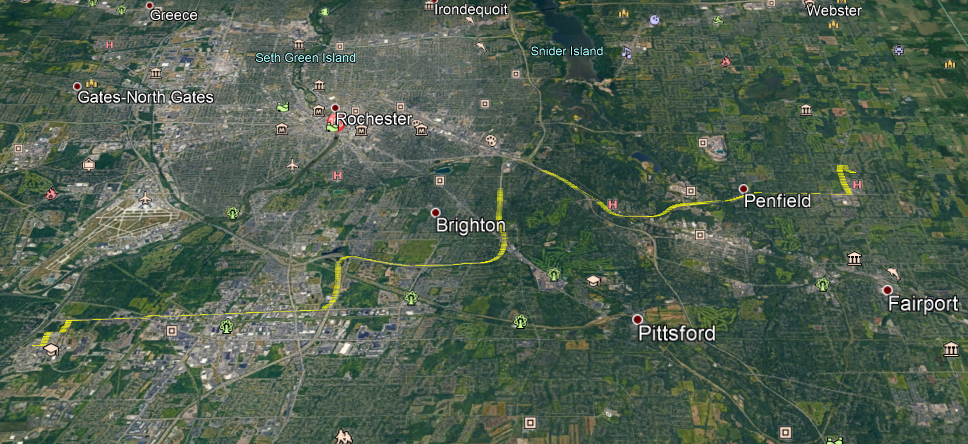 Irondequoit
Webster
Greece
Seth Green Island
Snider Island
Gates-North Gates
Rochester
Penfield
Brighton
Fairport
Pittsford